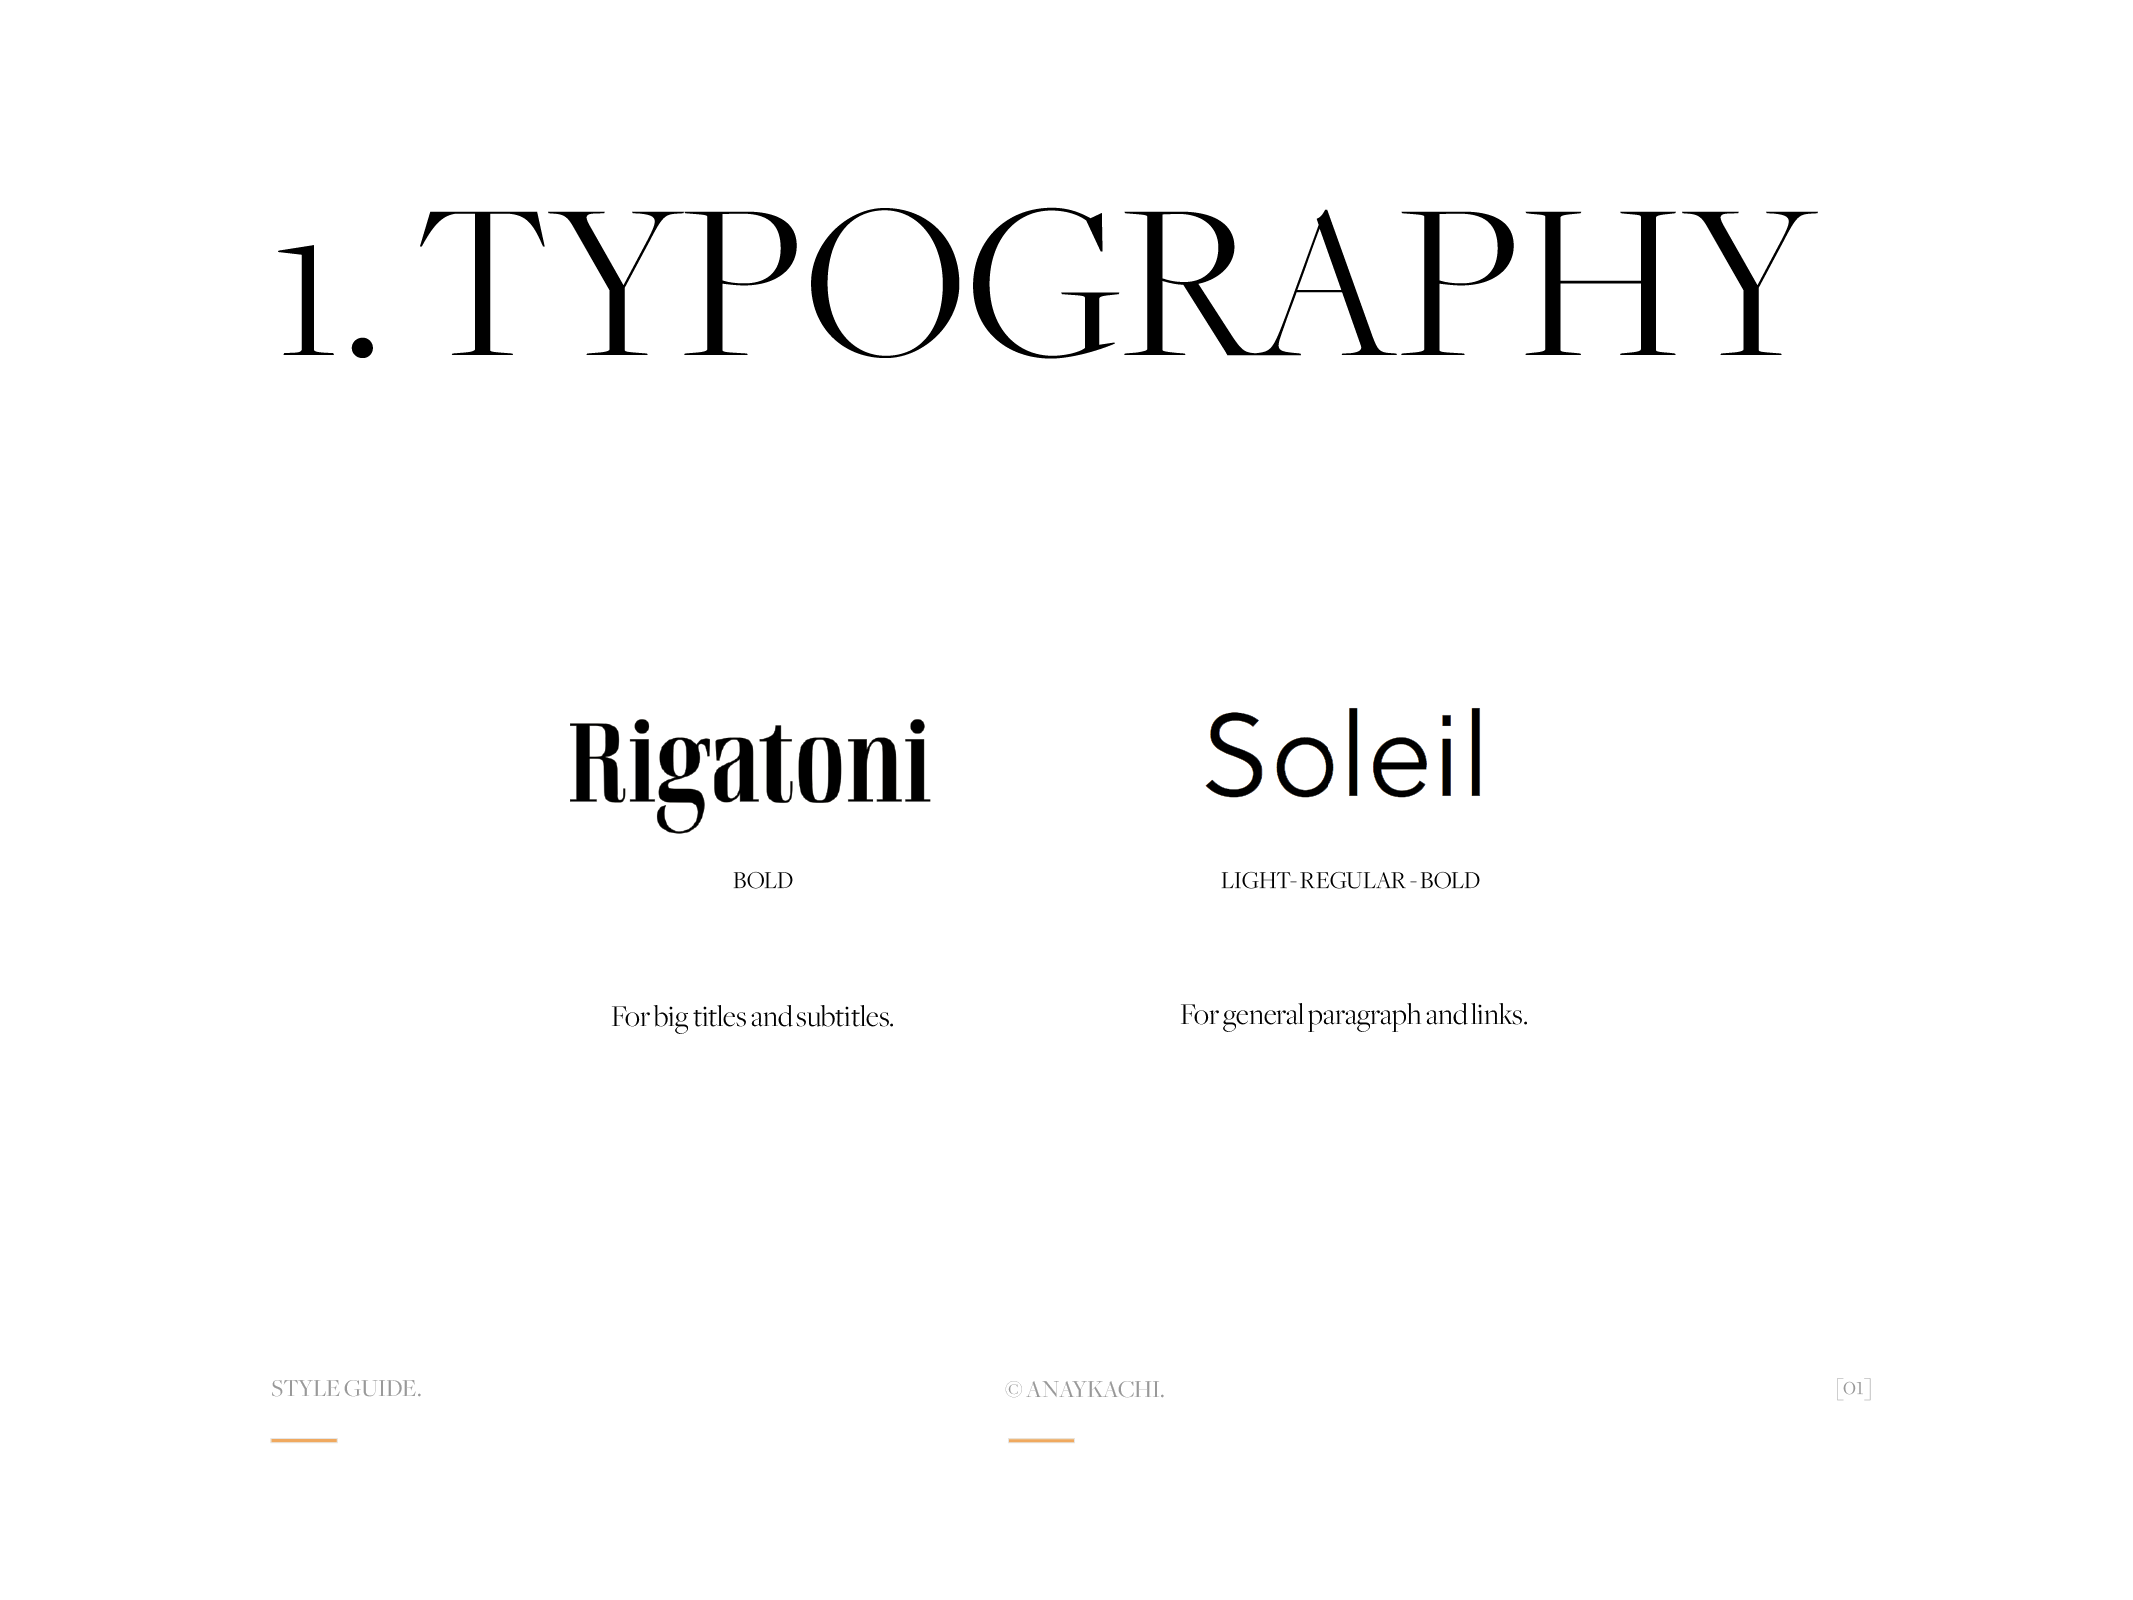 1. TYPOGRAPHY
Rigatoni
Soleil
BOLD
LIGHT- REGULAR - BOLD
For big titles and subtitles.
For general paragraph and links.
STYLE GUIDE.
© ANAYKACHI.
[01]